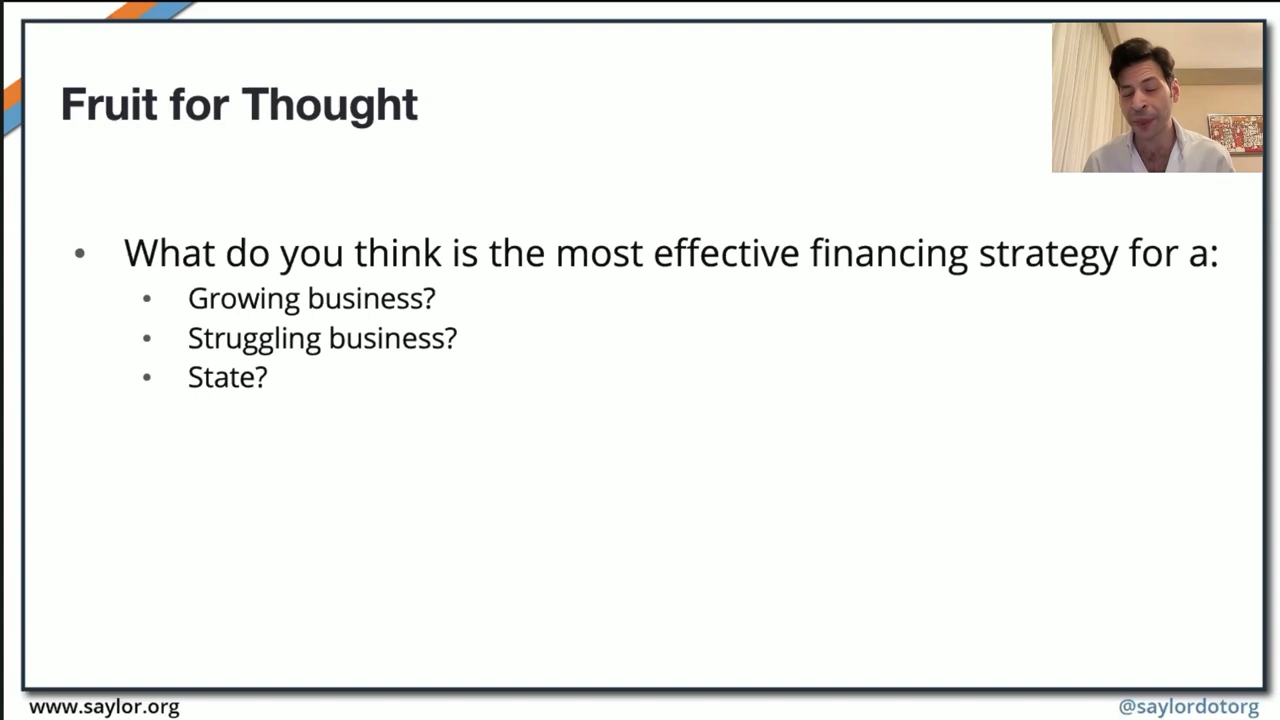 Fruit for Thought
• What do you think is the most effective financing strategy for a:
• Growing business?
• Struggling business?
• State?
www.saylor.org
@saylordotorg